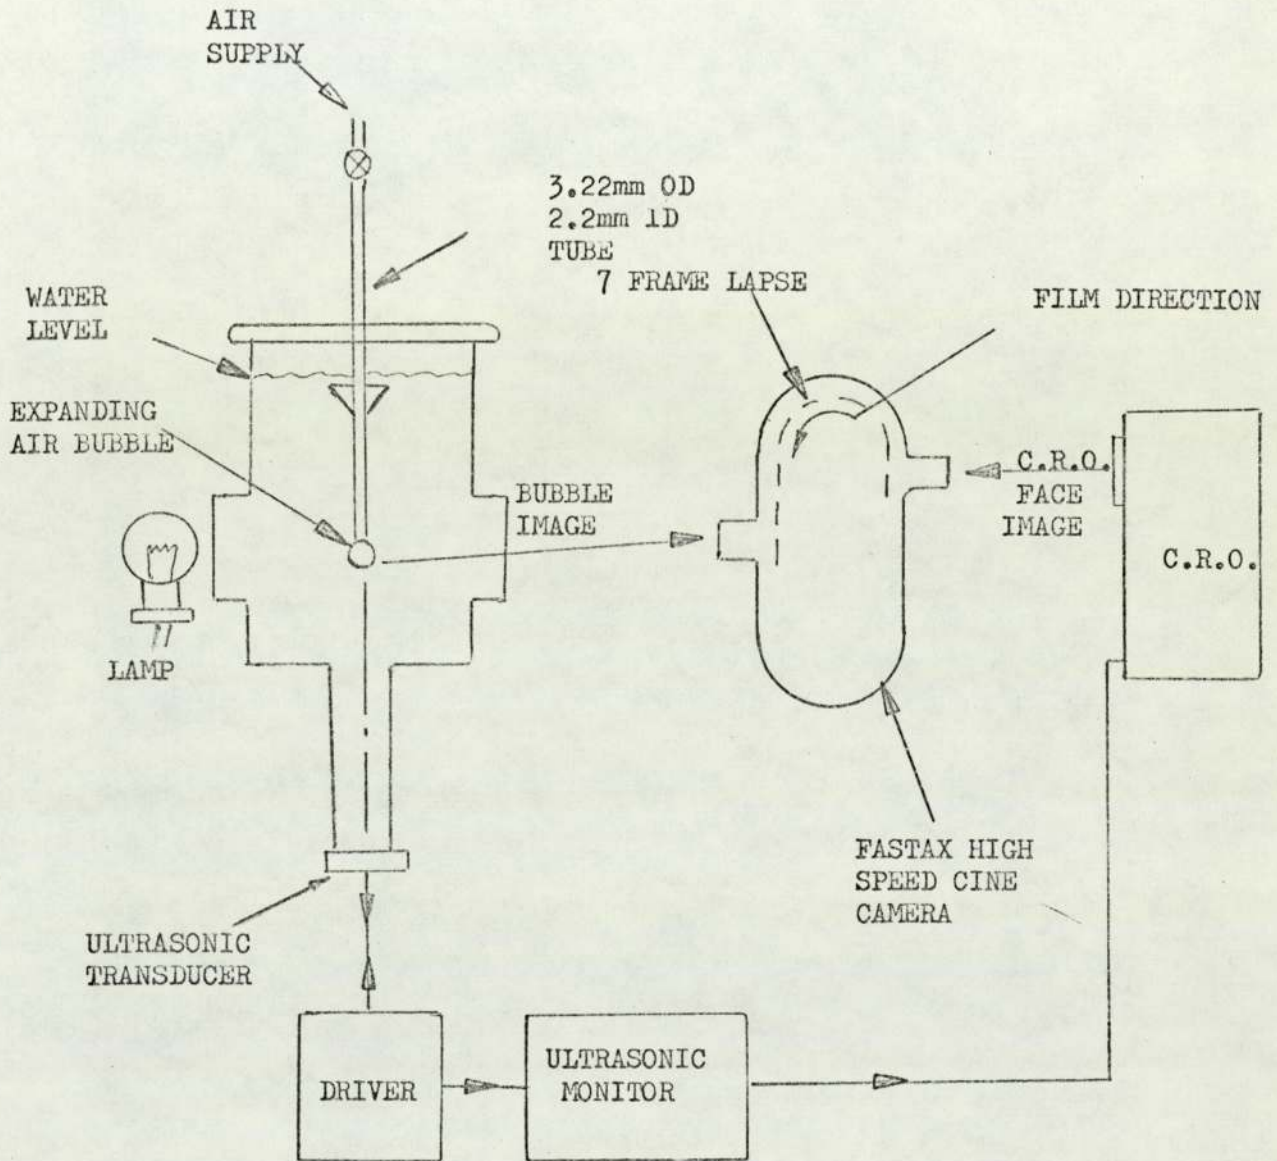 AIR
SUPPLY
3.22mm OD
2.2mm ID
TUBE
7 FRAME LAPSE
FILM DIRECTION
WATER
LEVEL
EXPANDING
AIR BUBBLE
BUBBLE
IMAGE
C.R.O.
FACE
IMAGE
C.R.O.
LAMP
FASTAX HIGH
SPEED CINE
CAMERA
ULTRASONIC
TRANSDUCER
DRIVER
ULTRASONIC
MONITOR